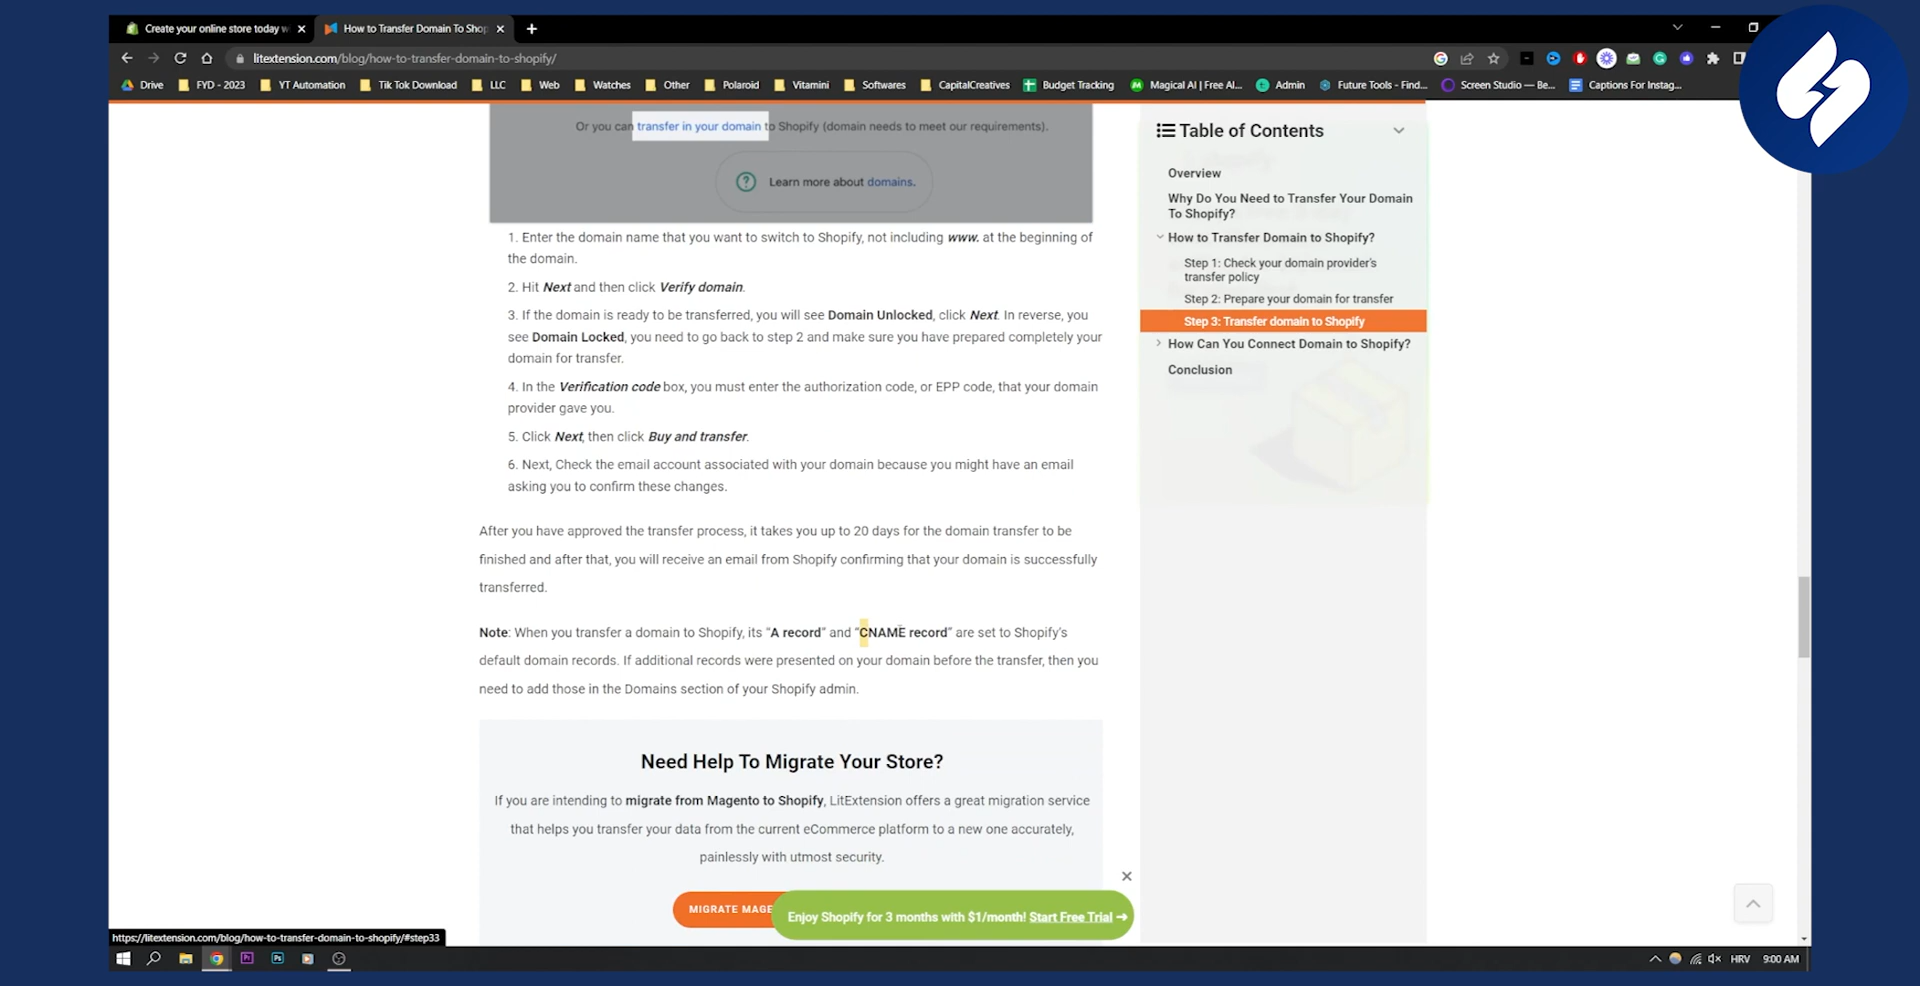 Create your online store today w
How to Transfer Domain To Shop
litextension.com/blog/how-to-transfer-domain-to-shopify/
Drive FYD - 2023 YT Automation Tik Tok Download LLC Web Watches Other Polaroid Vitamini Softwares CapitalCreatives Budget Tracking Magical AI | Free AI... Admin Future Tools - Find... Screen Studio — Be... Captions For Instag...
Or you can transfer in your domain to Shopify (domain needs to meet our requirements).
Learn more about domains.
1. Enter the domain name that you want to switch to Shopify, not including www. at the beginning of
the domain.
2. Hit Next and then click Verify domain.
3. If the domain is ready to be transferred, you will see Domain Unlocked, click Next. In reverse, you
see Domain Locked, you need to go back to step 2 and make sure you have prepared completely your
domain for transfer.
4. In the Verification code box, you must enter the authorization code, or EPP code, that your domain
provider gave you.
5. Click Next, then click Buy and transfer.
6. Next, Check the email account associated with your domain because you might have an email
asking you to confirm these changes.
After you have approved the transfer process, it takes you up to 20 days for the domain transfer to be
finished and after that, you will receive an email from Shopify confirming that your domain is successfully
transferred.
Note: When you transfer a domain to Shopify, its “A record” and “CNAME record” are set to Shopify’s
default domain records. If additional records were presented on your domain before the transfer, then you
need to add those in the Domains section of your Shopify admin.
Need Help To Migrate Your Store?
If you are intending to migrate from Magento to Shopify, LitExtension offers a great migration service
that helps you transfer your data from the current eCommerce platform to a new one accurately,
painlessly with utmost security.
MIGRATE MAGE
Enjoy Shopify for 3 months with $1/month! Start Free Trial →
Table of Contents
Overview
Why Do You Need to Transfer Your Domain
To Shopify?
How to Transfer Domain to Shopify?
Step 1: Check your domain provider's
transfer policy
Step 2: Prepare your domain for transfer
Step 3: Transfer domain to Shopify
How Can You Connect Domain to Shopify?
Conclusion
https://litextension.com/blog/how-to-transfer-domain-to-shopify/#step33
HRV 9:00 AM